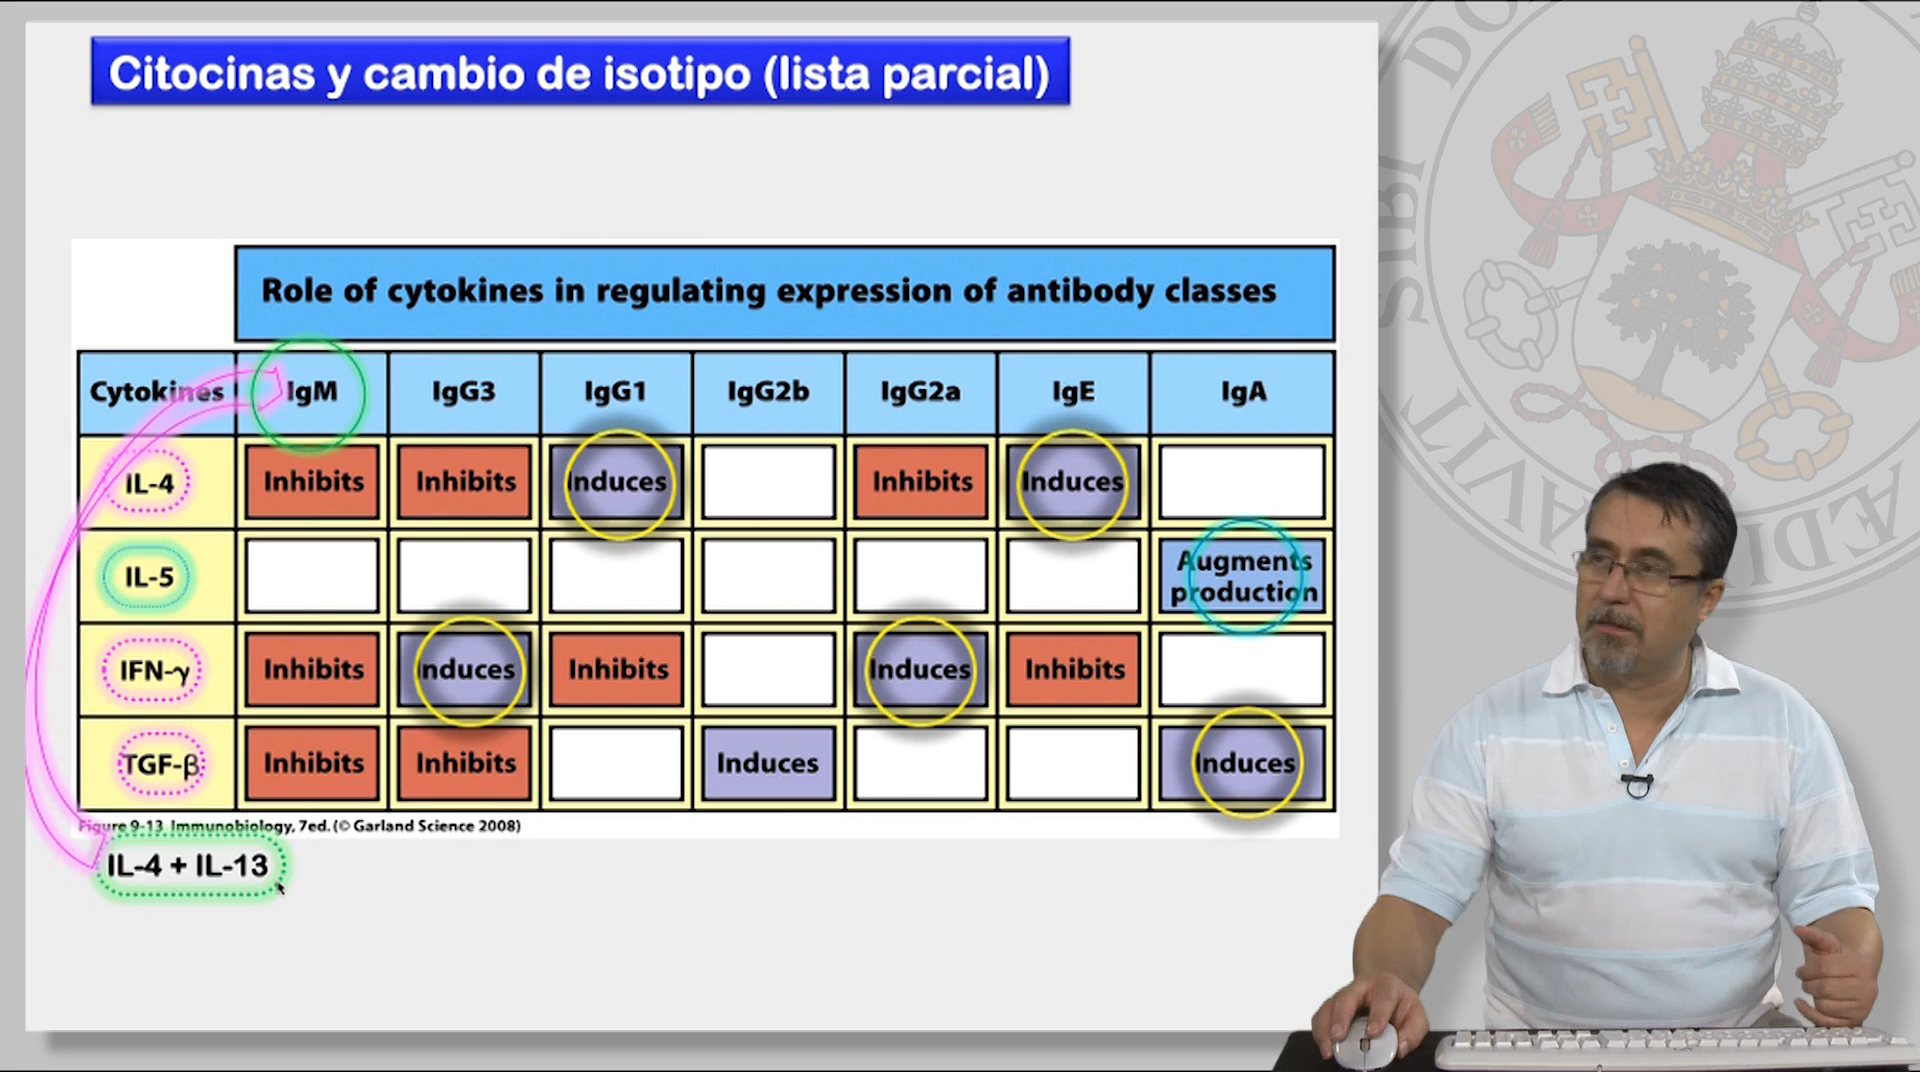 Citocinas y cambio de isotipo (lista parcial)
Role of cytokines in regulating expression of antibody classes
Cytokines IgM IgG3 IgG1 IgG2b IgG2a IgE IgA
IL-4 Inhibits Inhibits Induces Inhibits Induces
IL-5 Augments production
IFN-γ Inhibits Induces Inhibits Induces Inhibits
TGF-β Inhibits Inhibits Induces Induces
Figure 9-13 Immunobiology, 7ed. (© Garland Science 2008)
IL-4 + IL-13
SIBI